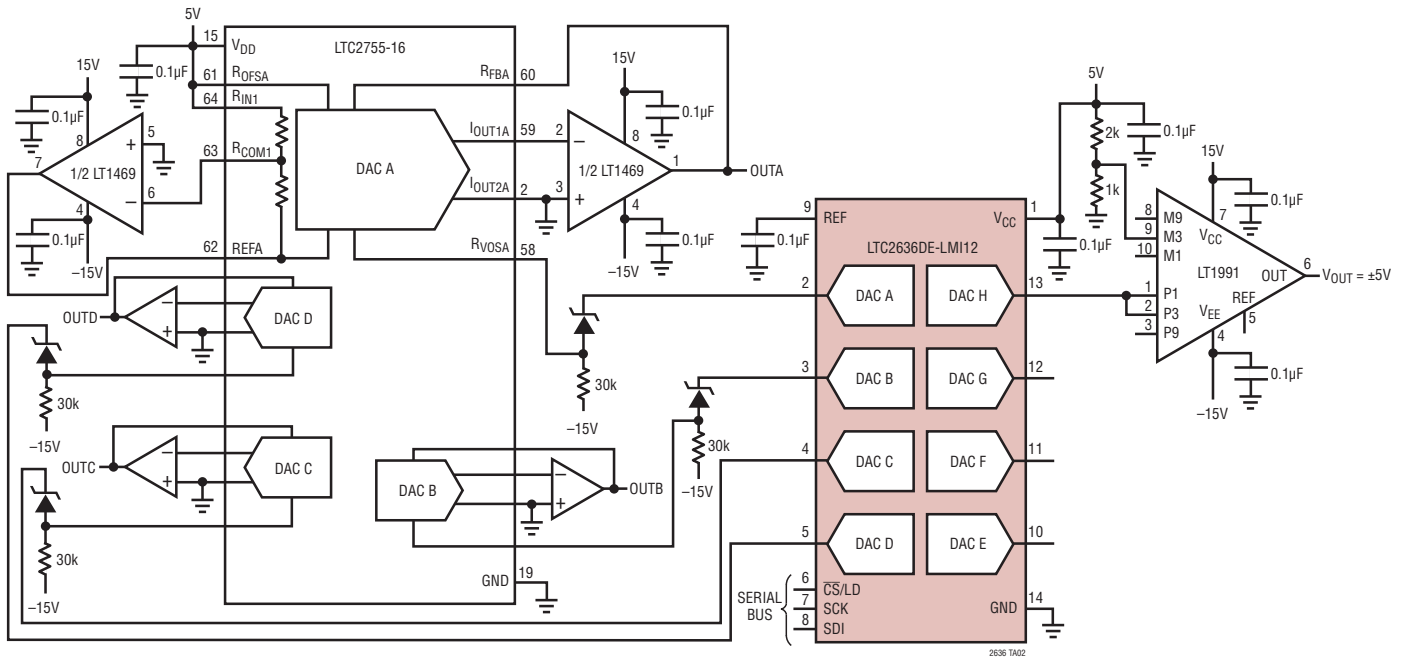 5V
15
VDD
LTC2755-16
0.1µF
61
ROFSA
64
RIN1
RFBA
60
15V
0.1µF
8
5
+
7
1/2 LT1469
6
–
4
0.1µF
–15V
63
RCOM1
DAC A
IOUT1A
59
IOUT2A
2
15V
0.1µF
8
2
–
1/2 LT1469
1
OUTA
3
+
4
0.1µF
–15V
62
REFA
RVOSA
58
OUTD
–
+
DAC D
30k
–15V
OUTC
–
+
DAC C
30k
–15V
DAC B
–
+
OUTB
GND
19
30k
–15V
30k
–15V
9
REF
0.1µF
VCC
1
0.1µF
LTC2636DE-LMI12
2
DAC A
DAC H
13
3
DAC B
DAC G
12
4
DAC C
DAC F
11
5
DAC D
DAC E
10
SERIAL
BUS
6
CS/LD
7
SCK
8
SDI
GND
14
5V
2k
0.1µF
1k
15V
0.1µF
7
8
M9
9
M3
10
M1
VCC
LT1991
OUT
6
VOUT = ±5V
1
P1
2
P3
3
P9
VEE
REF
5
4
0.1µF
–15V
2636 TA02